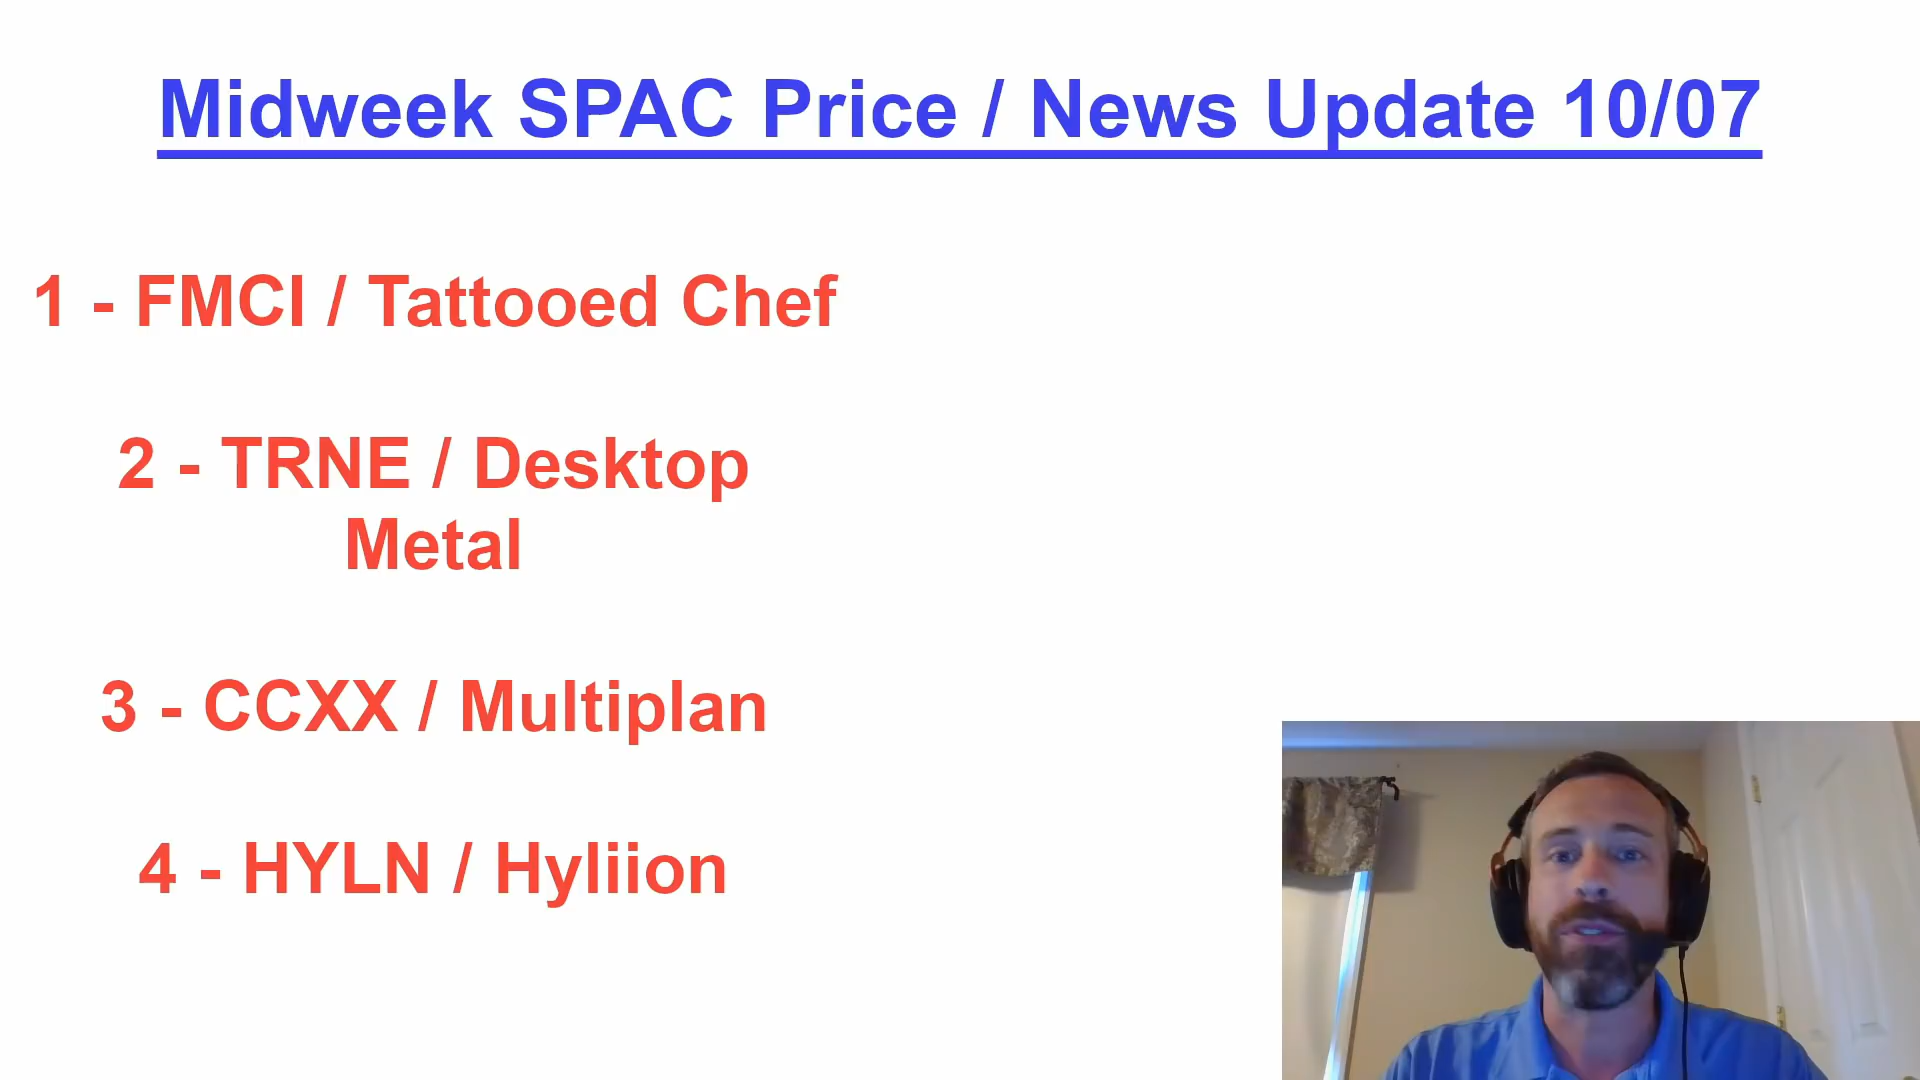 Midweek SPAC Price / News Update 10/07
1 - FMCI / Tattooed Chef
2 - TRNE / Desktop
Metal
3 - CCXX / Multiplan
4 - HYLN / Hyliion